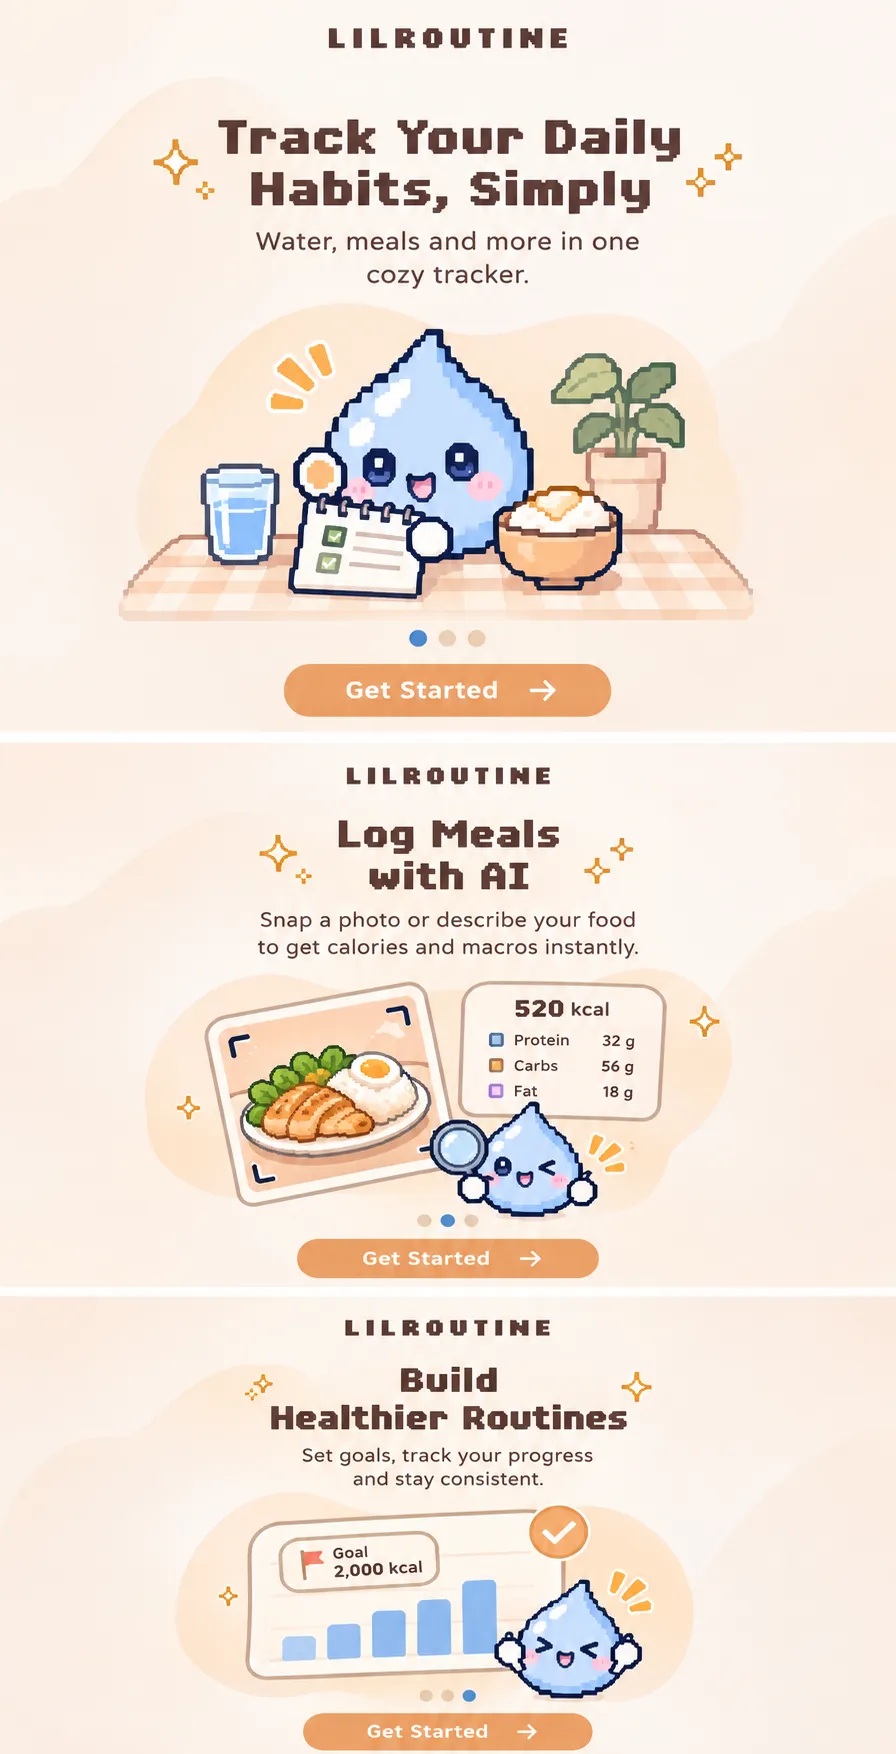 LILROUTINE
Track Your Daily
Habits, Simply
Water, meals and more in one
cozy tracker.
Get Started →
LILROUTINE
Log Meals
with AI
Snap a photo or describe your food
to get calories and macros instantly.
520 kcal
Protein 32 g
Carbs 56 g
Fat 18 g
Get Started →
LILROUTINE
Build
Healthier Routines
Set goals, track your progress
and stay consistent.
Goal
2,000 kcal
Get Started →